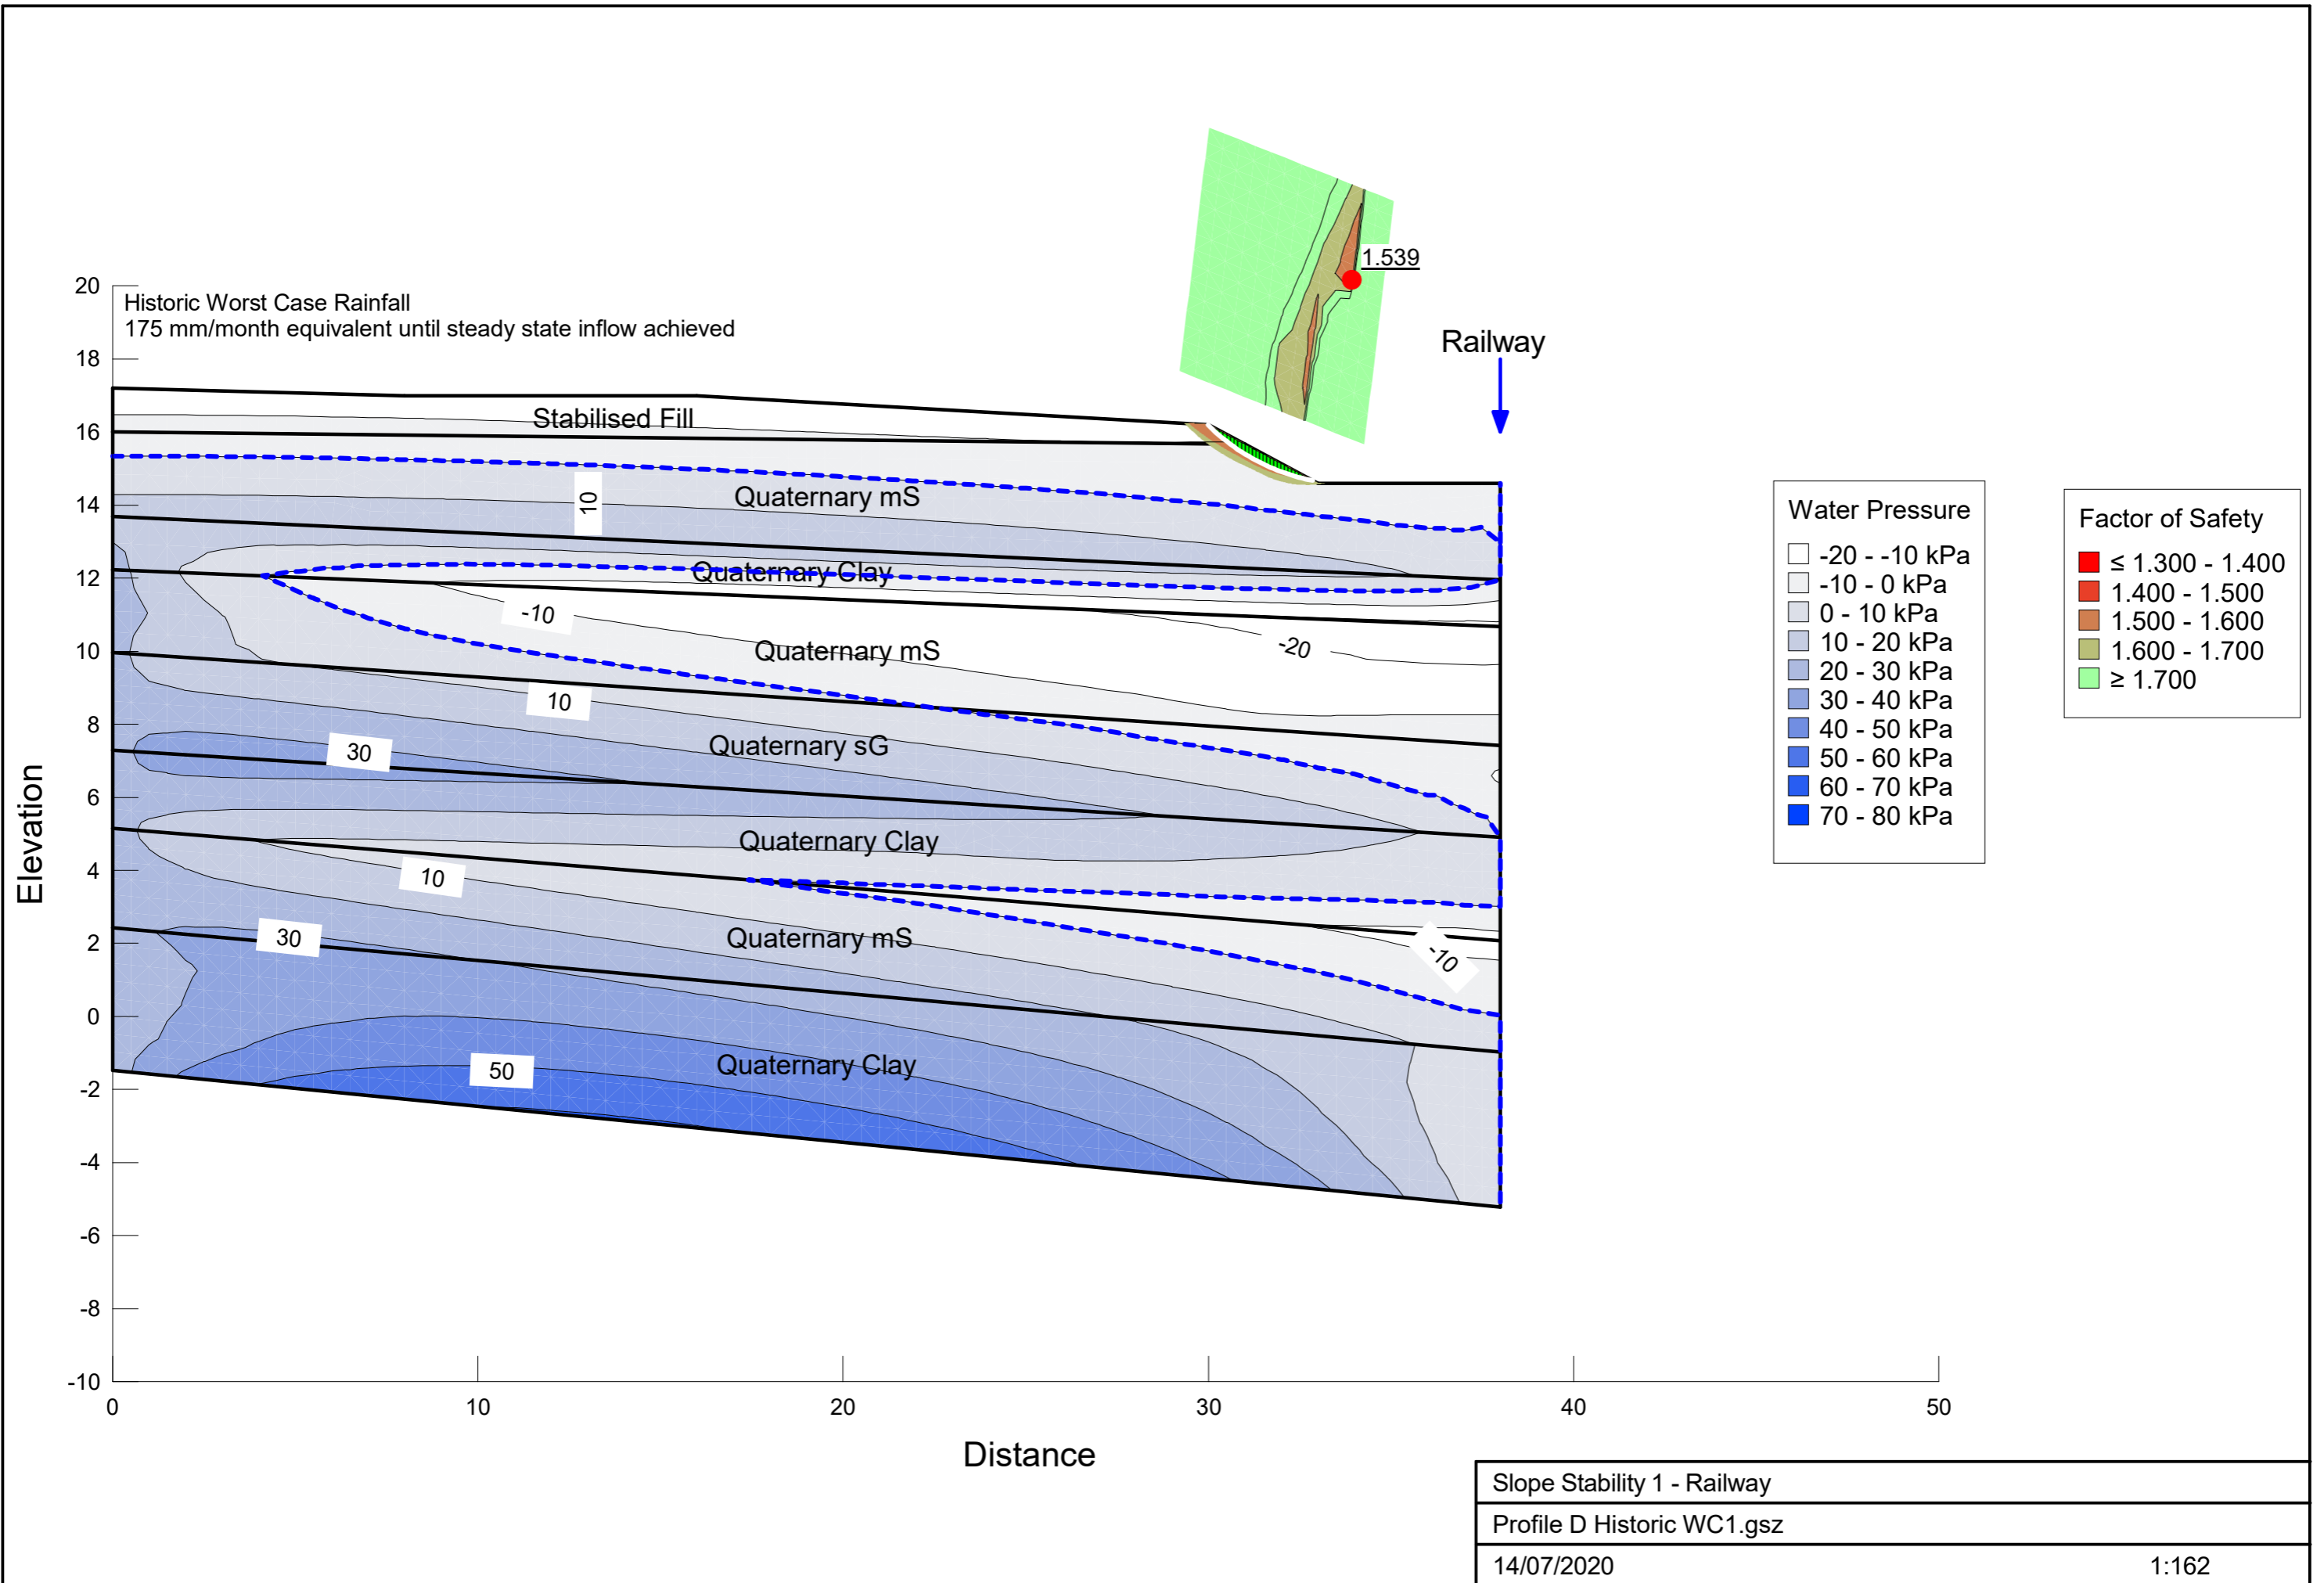 1.539
Railway
Historic Worst Case Rainfall
175 mm/month equivalent until steady state inflow achieved
20
18
16
14
12
10
8
6
4
2
0
-2
-4
-6
-8
-10
Elevation
Stabilised Fill
10
Quaternary mS
Quaternary Clay
-10
-20
Quaternary mS
10
Quaternary sG
30
Quaternary Clay
10
Quaternary mS
30
-10
Quaternary Clay
50
0
10
20
30
40
50
Distance
Water Pressure
-20 - -10 kPa
-10 - 0 kPa
0 - 10 kPa
10 - 20 kPa
20 - 30 kPa
30 - 40 kPa
40 - 50 kPa
50 - 60 kPa
60 - 70 kPa
70 - 80 kPa
Factor of Safety
≤ 1.300 - 1.400
1.400 - 1.500
1.500 - 1.600
1.600 - 1.700
≥ 1.700
Slope Stability 1 - Railway
Profile D Historic WC1.gsz
14/07/2020 1:162